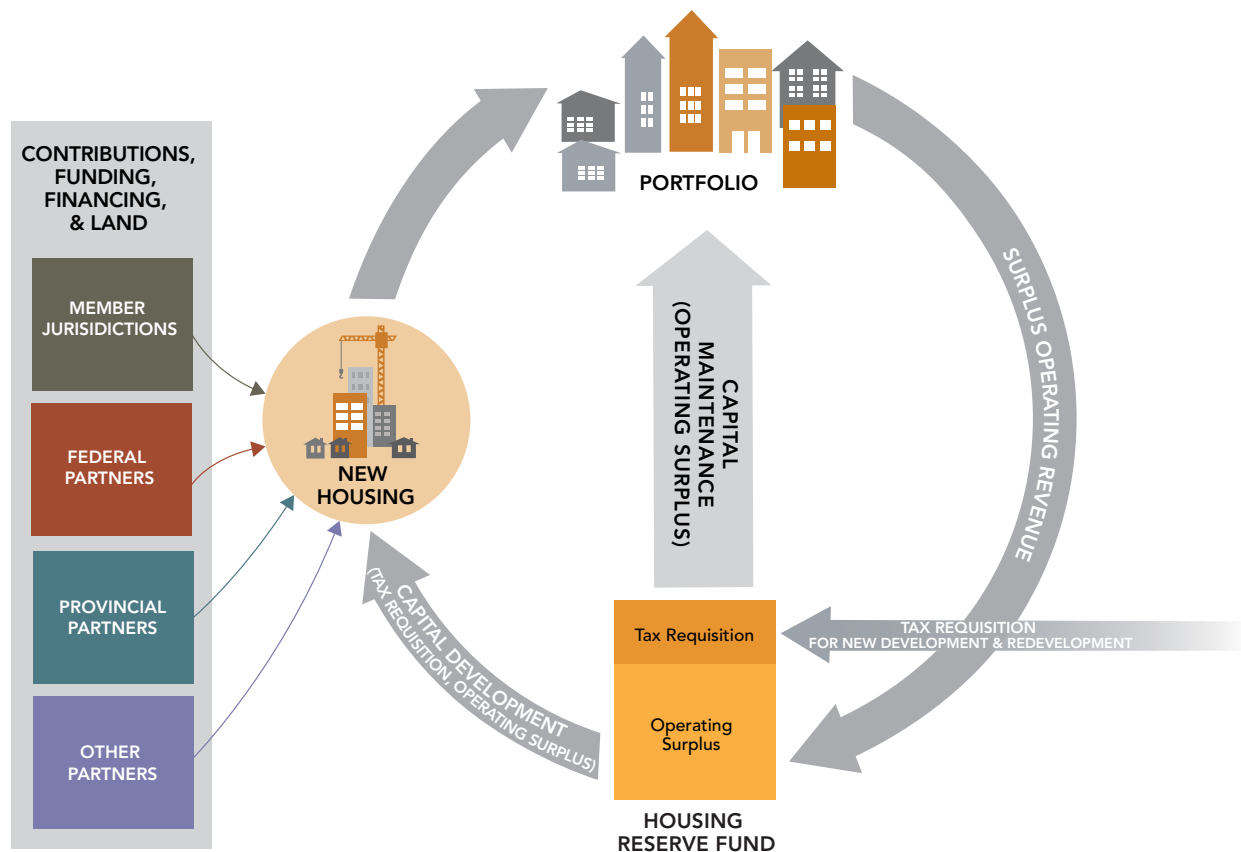 CONTRIBUTIONS,
FUNDING,
FINANCING,
& LAND
MEMBER
JURISIDICTIONS
FEDERAL
PARTNERS
PROVINCIAL
PARTNERS
OTHER
PARTNERS
NEW
HOUSING
PORTFOLIO
SURPLUS OPERATING REVENUE
CAPITAL
MAINTENANCE
(OPERATING SURPLUS)
CAPITAL DEVELOPMENT
(TAX REQUISITION, OPERATING SURPLUS)
Tax Requisition
TAX REQUISITION
FOR NEW DEVELOPMENT & REDEVELOPMENT
Operating
Surplus
HOUSING
RESERVE FUND